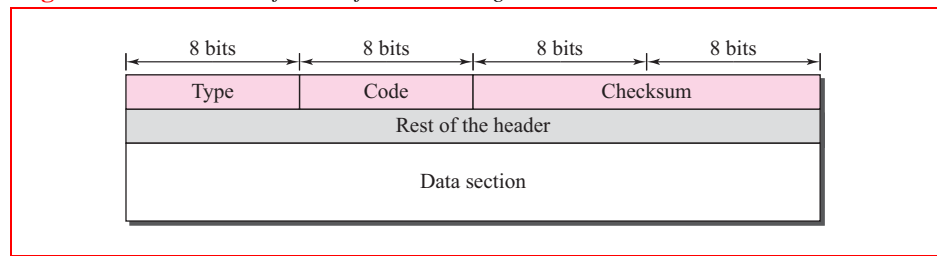 8 bits 8 bits 8 bits 8 bits
Type Code Checksum
Rest of the header
Data section